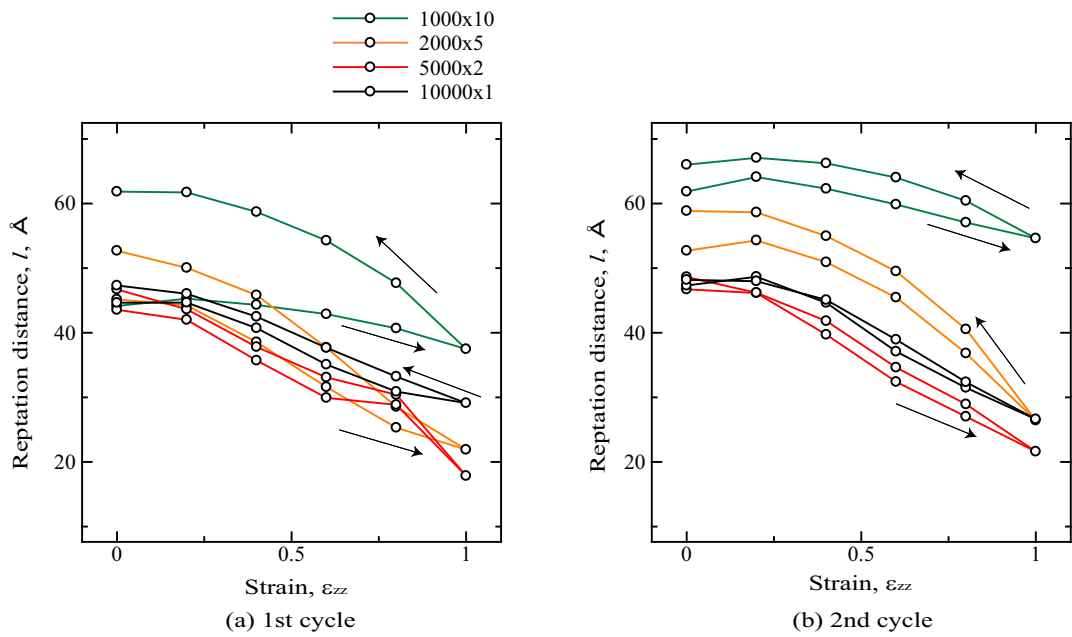 1000x10
2000x5
5000x2
10000x1
Reptation distance, l, Å
60
40
20
0
0.5
1
Strain, εzz
(a) 1st cycle
Reptation distance, l, Å
60
40
20
0
0.5
1
Strain, εzz
(b) 2nd cycle